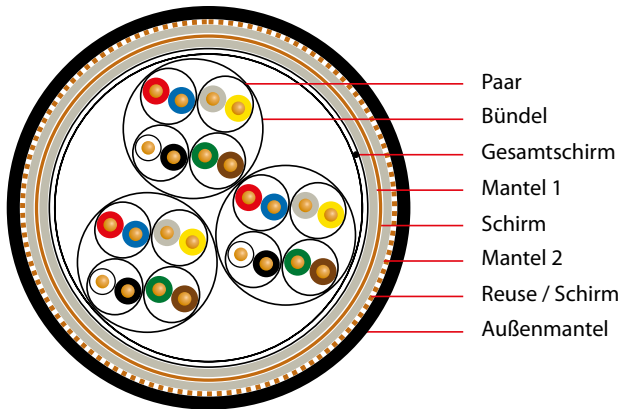 Paar
Bündel
Gesamtschirm
Mantel 1
Schirm
Mantel 2
Reuse / Schirm
Außenmantel